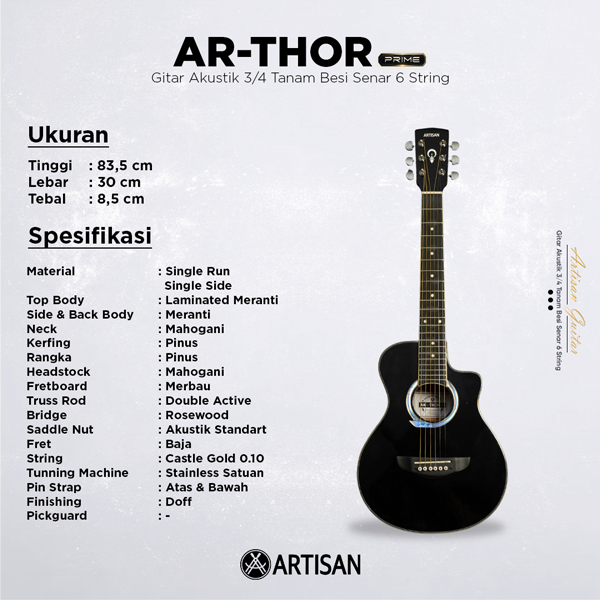 AR-THOR PRIME
Gitar Akustik 3/4 Tanam Besi Senar 6 String
Ukuran
Tinggi : 83,5 cm
Lebar : 30 cm
Tebal : 8,5 cm
Spesifikasi
Material : Single Run
Single Side
Top Body : Laminated Meranti
Side & Back Body : Meranti
Neck : Mahogani
Kerfing : Pinus
Rangka : Pinus
Headstock : Mahogani
Fretboard : Merbau
Truss Rod : Double Active
Bridge : Rosewood
Saddle Nut : Akustik Standart
Fret : Baja
String : Castle Gold 0.10
Tunning Machine : Stainless Satuan
Pin Strap : Atas & Bawah
Finishing : Doff
Pickguard : -
ARTISAN
AR-THOR
Artisan Guitar
Gitar Akustik 3/4 Tanam Besi Senar 6 String
ARTISAN